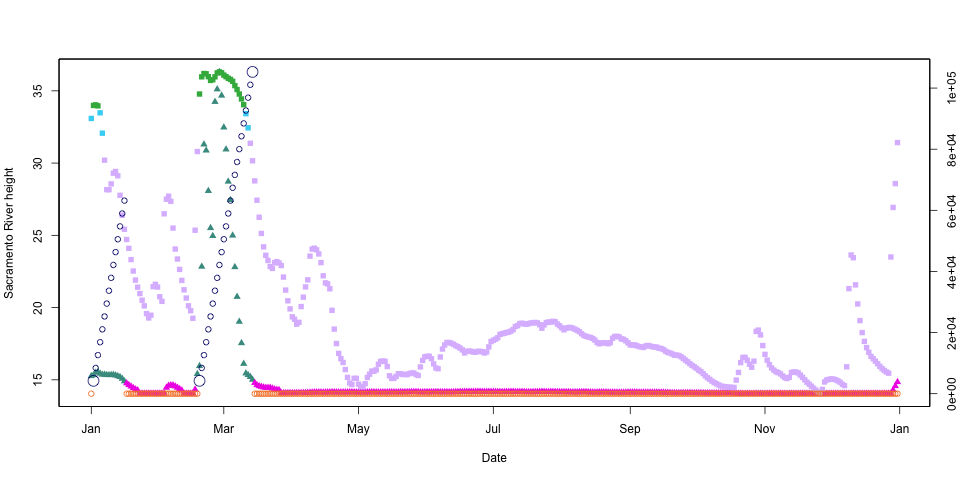 35
30
25
20
15
Sacramento River height
1e+05
8e+04
6e+04
4e+04
2e+04
0e+00
Jan Mar May Jul Sep Nov Jan
Date